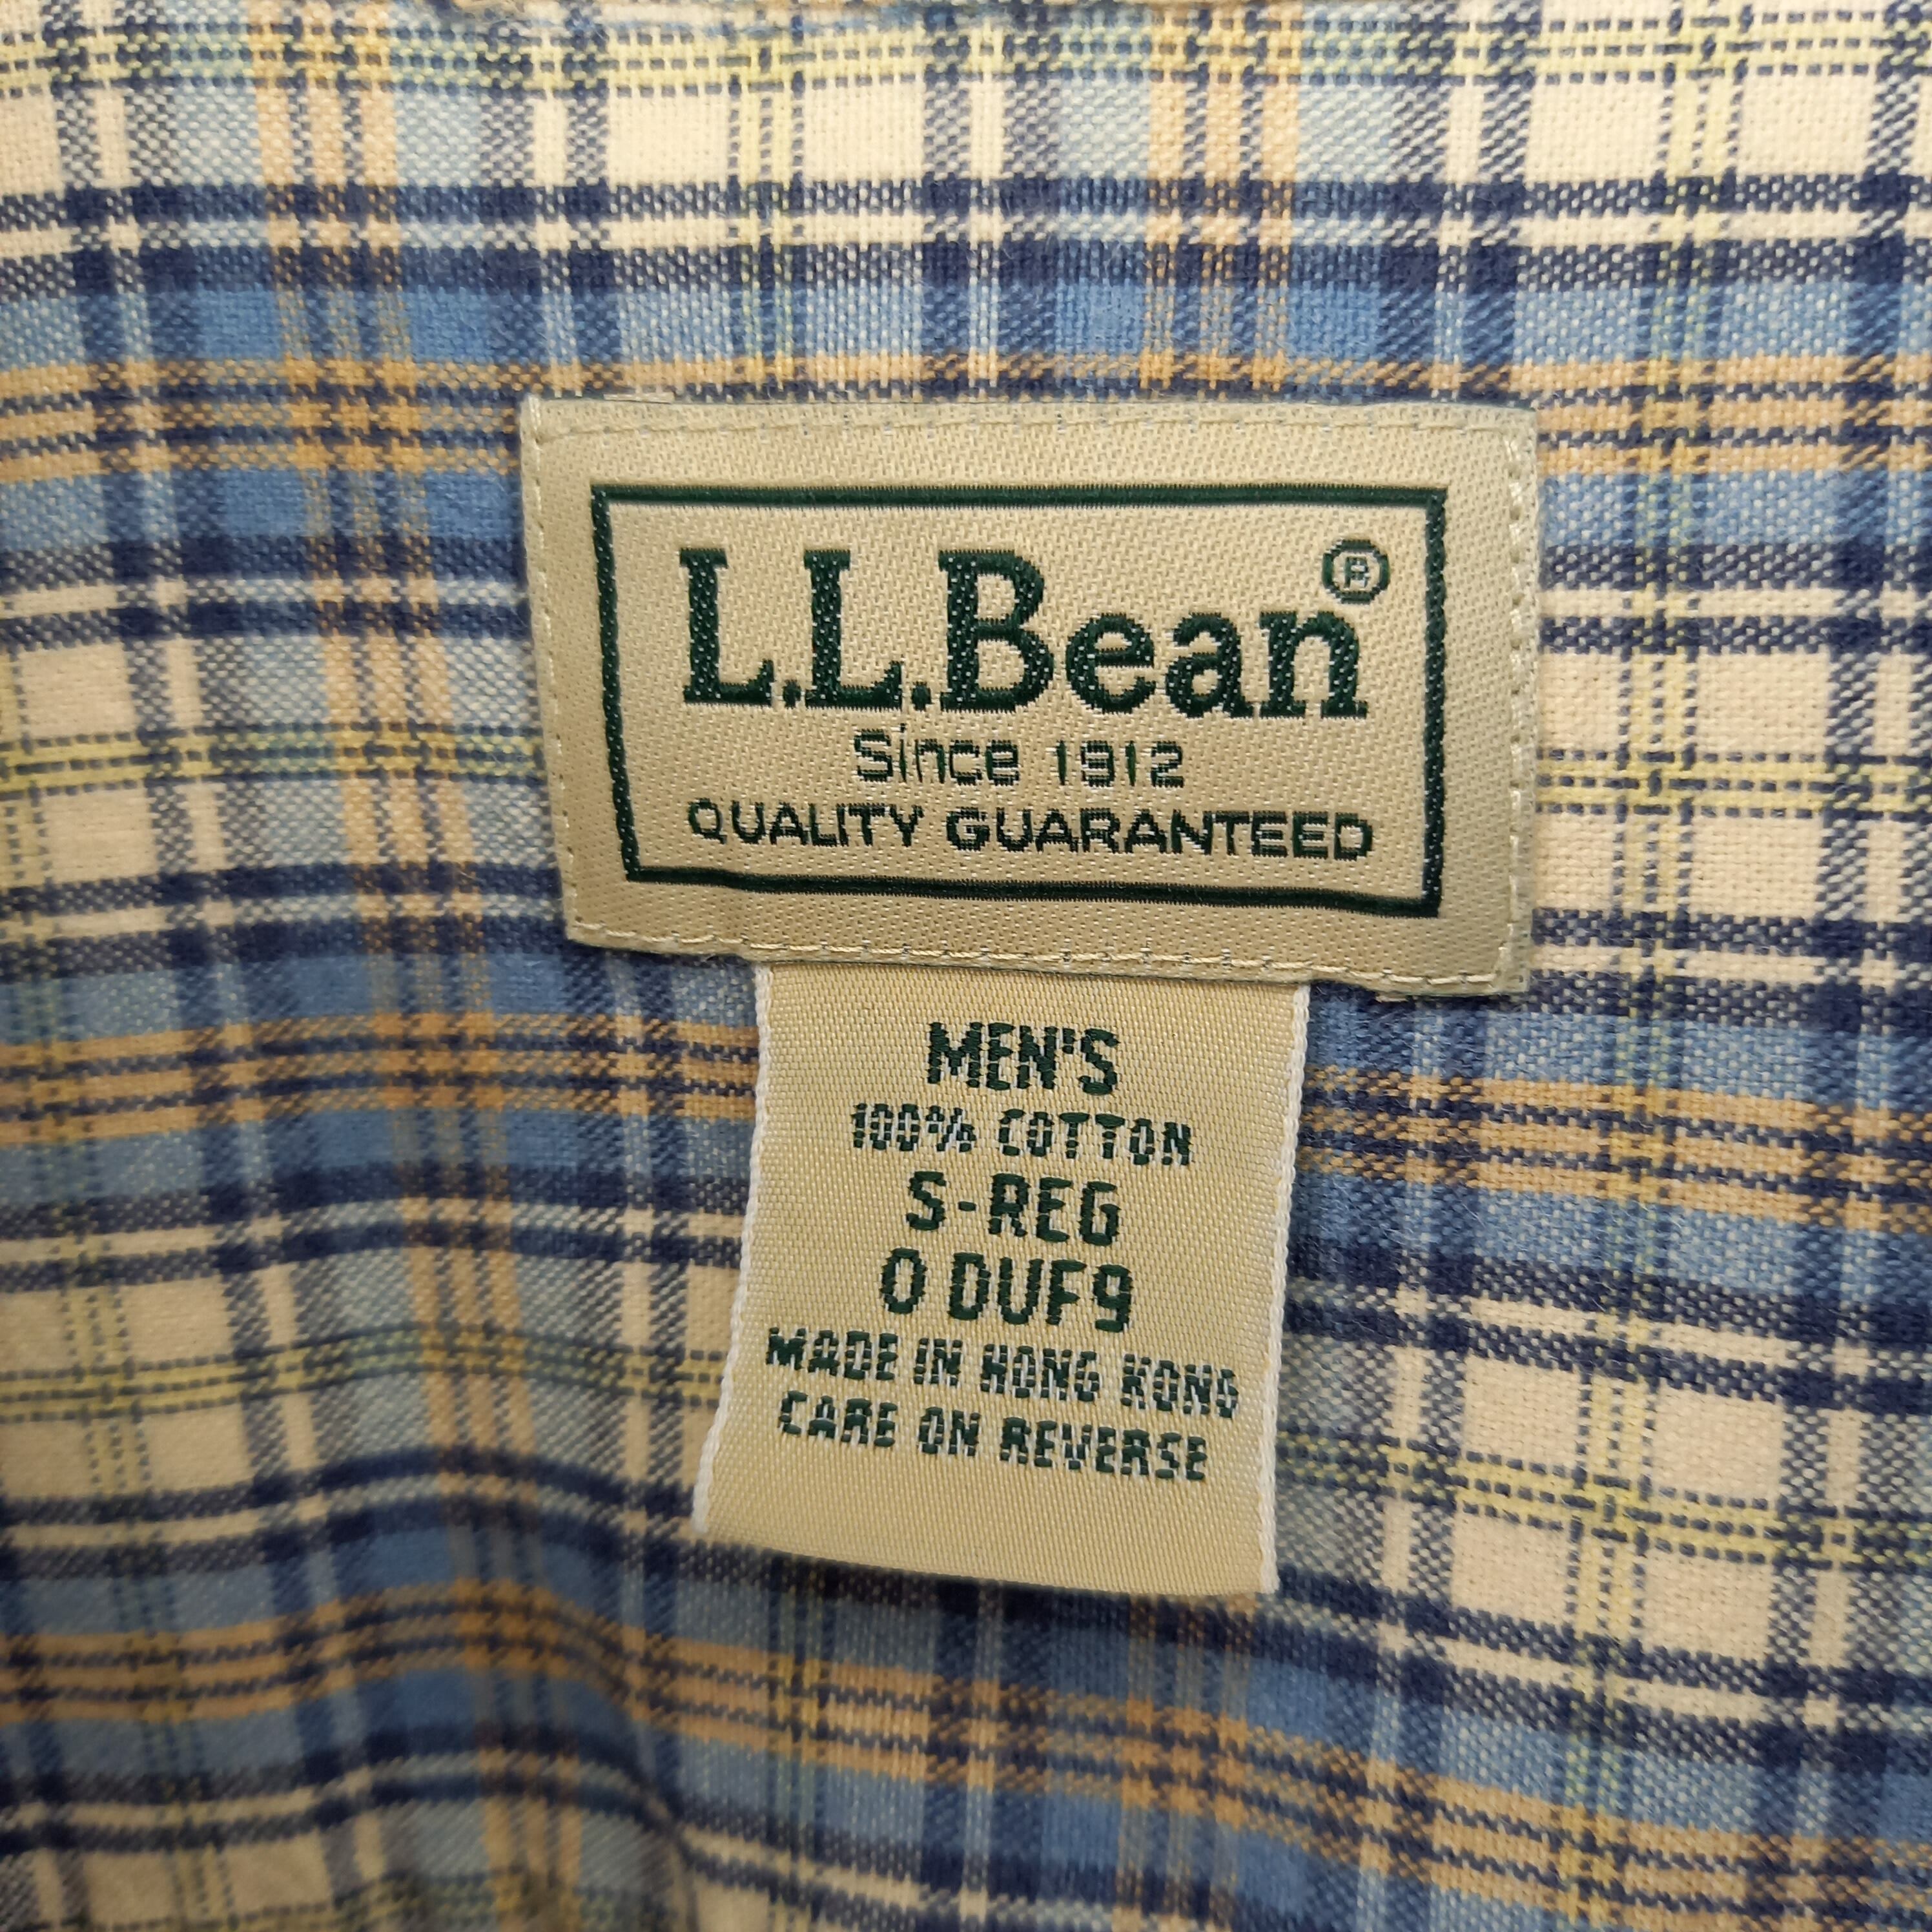 L.L.Bean®
Since 1912
QUALITY GUARANTEED
MEN'S
100% COTTON
S-REG
0 DUF9
MADE IN HONG KONG
CARE ON REVERSE